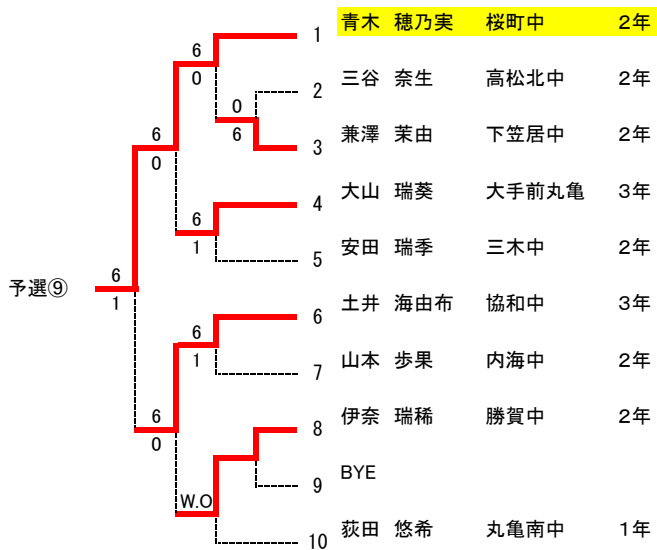 1 青木 穂乃実 桜町中 2年
6
0
2 三谷 奈生 高松北中 2年
0
6
3 兼澤 茉由 下笠居中 2年
6
0
4 大山 瑞葵 大手前丸亀 3年
6
1
5 安田 瑞季 三木中 2年
予選⑨
6
1
6 土井 海由布 協和中 3年
6
1
7 山本 歩果 内海中 2年
6
0
8 伊奈 瑞稀 勝賀中 2年
9 BYE
W.O
10 荻田 悠希 丸亀南中 1年